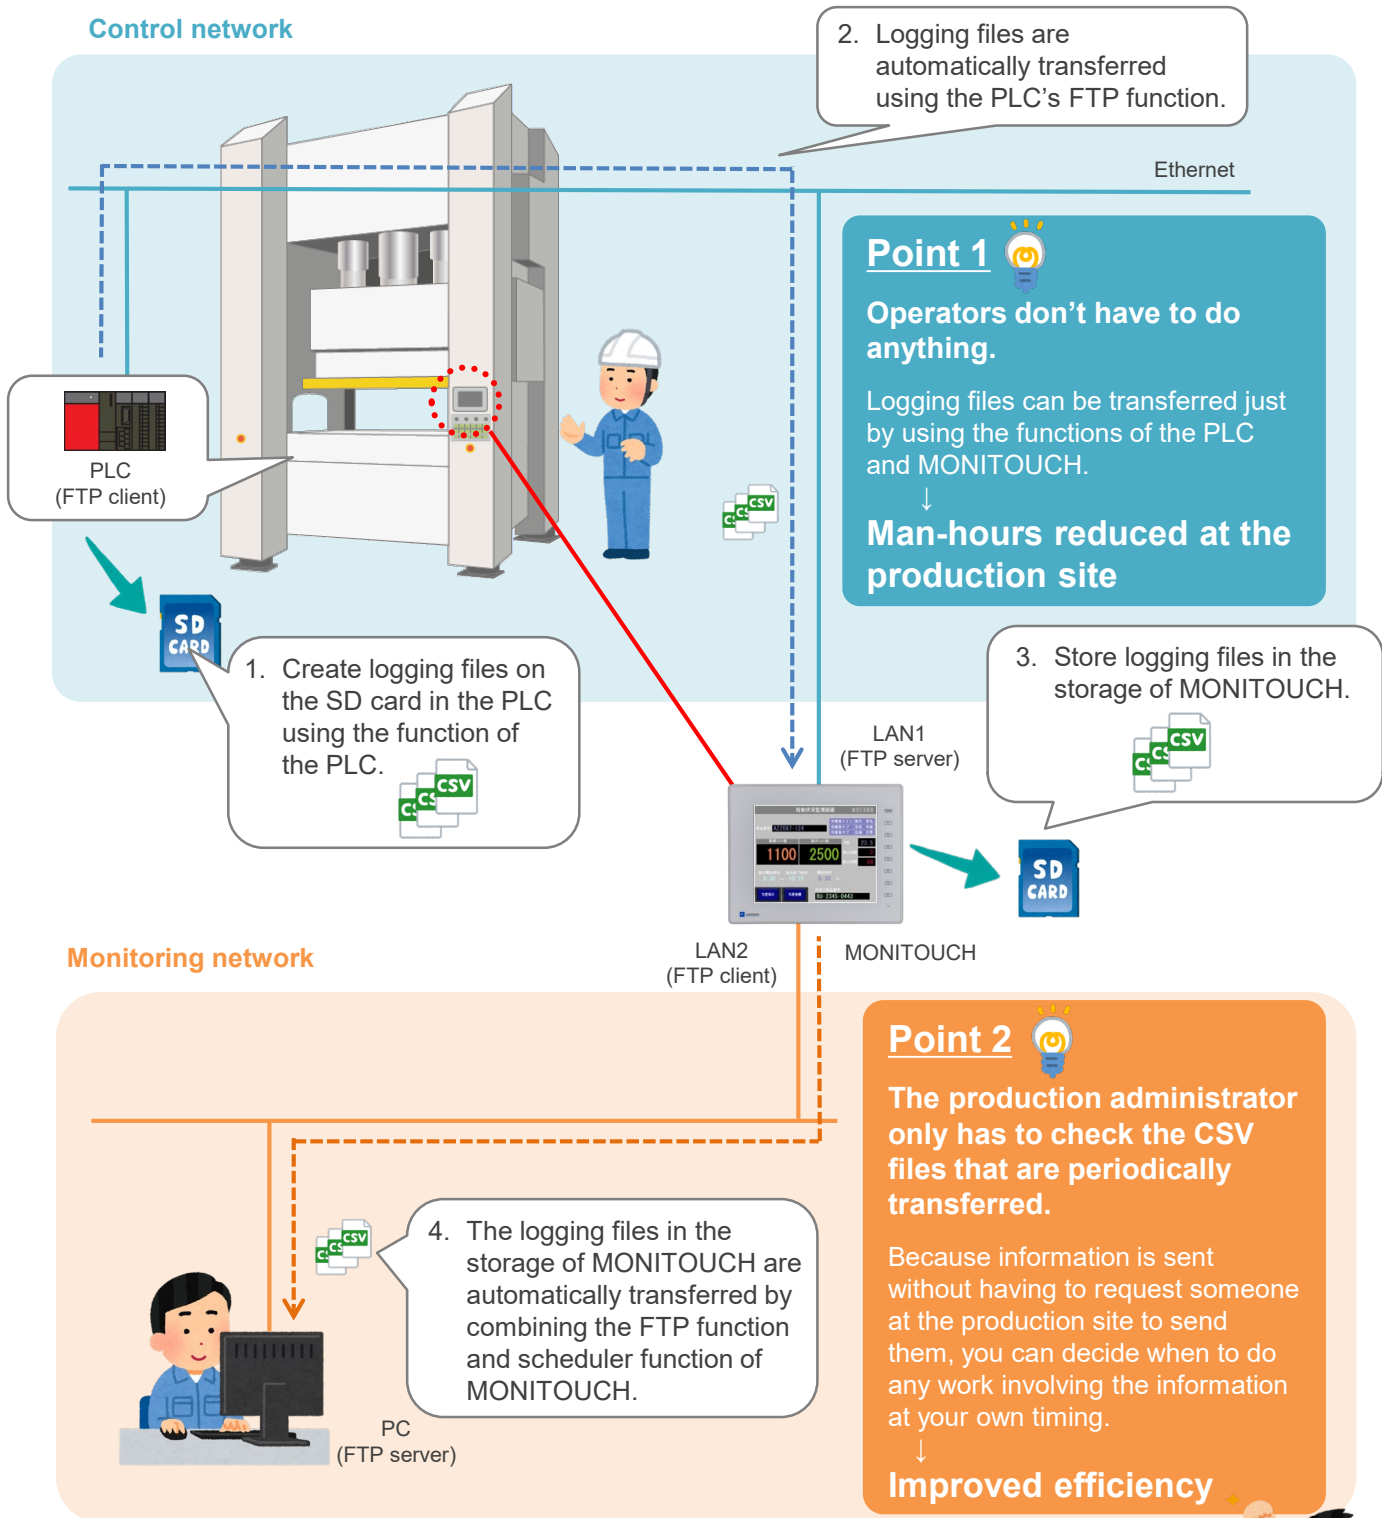 Control network
2. Logging files are
automatically transferred
using the PLC's FTP function.
Ethernet
Point 1
Operators don't have to do
anything.
Logging files can be transferred just
by using the functions of the PLC
and MONITOUCH.
↓
Man-hours reduced at the
production site
PLC
(FTP client)
CSV
CS
SD
CARD
1. Create logging files on
the SD card in the PLC
using the function of
the PLC.
CSV
CS
3. Store logging files in the
storage of MONITOUCH.
CSV
CS
LAN1
(FTP server)
1100
2500
SD
CARD
LAN2
(FTP client)
MONITOUCH
Monitoring network
Point 2
The production administrator
only has to check the CSV
files that are periodically
transferred.
Because information is sent
without having to request someone
at the production site to send
them, you can decide when to do
any work involving the information
at your own timing.
↓
Improved efficiency
CSV
4. The logging files in the
storage of MONITOUCH are
automatically transferred by
combining the FTP function
and scheduler function of
MONITOUCH.
PC
(FTP server)